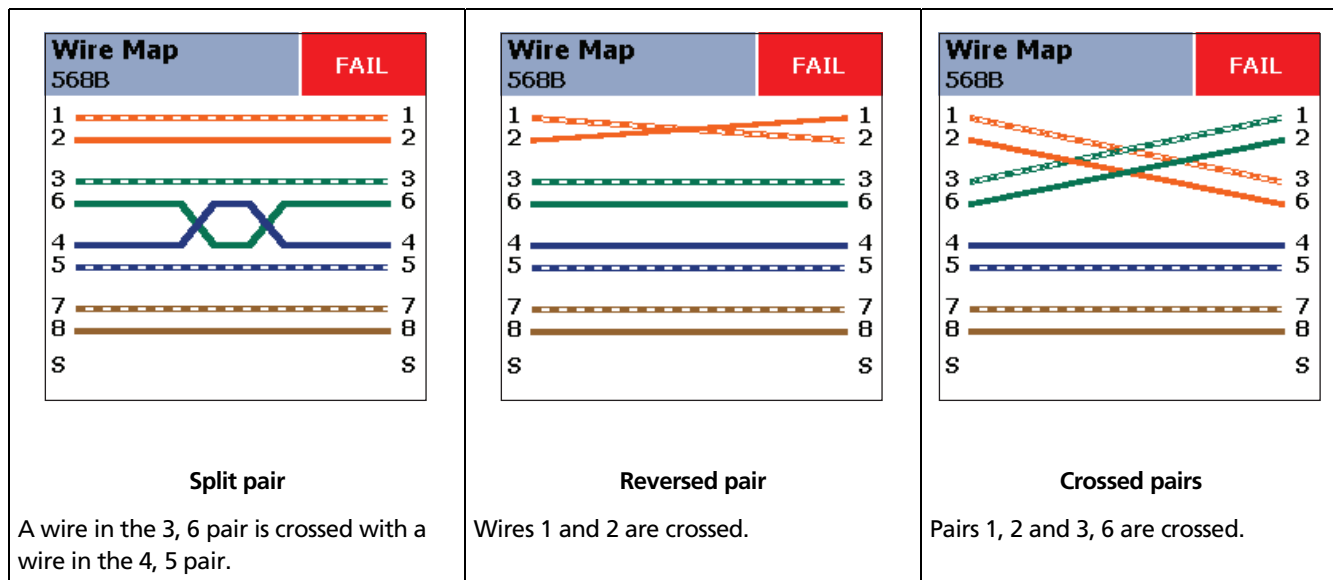 Wire Map
568B
FAIL
1 1
2 2
3 3
6 6
4 4
5 5
7 7
8 8
S S
Split pair
A wire in the 3, 6 pair is crossed with a
wire in the 4, 5 pair.
Wire Map
568B
FAIL
1 1
2 2
3 3
6 6
4 4
5 5
7 7
8 8
S S
Reversed pair
Wires 1 and 2 are crossed.
Wire Map
568B
FAIL
1 1
2 2
3 3
6 6
4 4
5 5
7 7
8 8
S S
Crossed pairs
Pairs 1, 2 and 3, 6 are crossed.